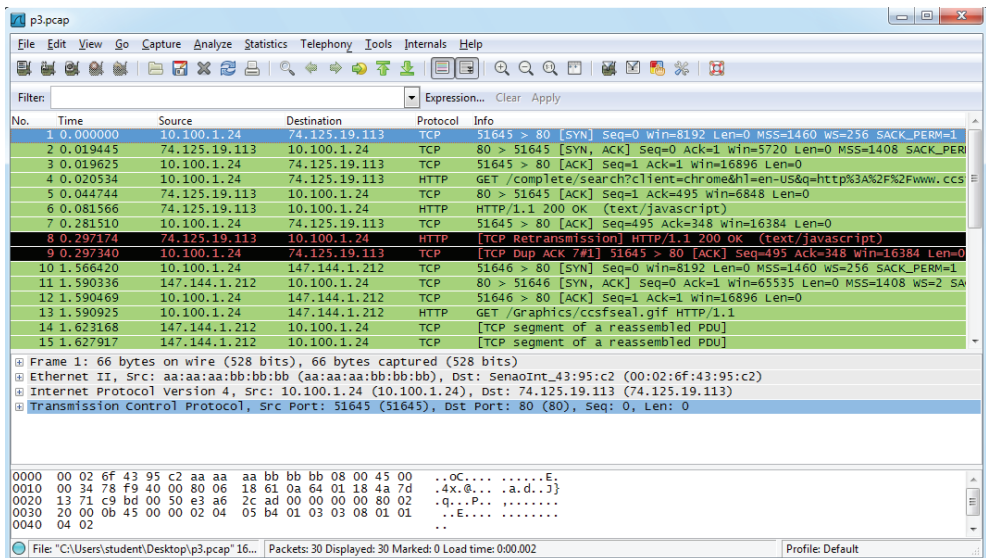 p3.pcap
File Edit View Go Capture Analyze Statistics Telephony Tools Internals Help
Filter: Expression... Clear Apply
No. Time Source Destination Protocol Info
1 0.000000 10.100.1.24 74.125.19.113 TCP 51645 > 80 [SYN] Seq=0 Win=8192 Len=0 MSS=1460 WS=256 SACK_PERM=1
2 0.019445 74.125.19.113 10.100.1.24 TCP 80 > 51645 [SYN, ACK] Seq=0 Ack=1 Win=5720 Len=0 MSS=1408 SACK_PERM
3 0.019625 10.100.1.24 74.125.19.113 TCP 51645 > 80 [ACK] Seq=1 Ack=1 Win=16896 Len=0
4 0.020534 10.100.1.24 74.125.19.113 HTTP GET /complete/search?client=chrome&hl=en-US&q=http%3A%2F%2Fwww.ccs
5 0.044744 74.125.19.113 10.100.1.24 TCP 80 > 51645 [ACK] Seq=1 Ack=495 Win=6848 Len=0
6 0.081566 74.125.19.113 10.100.1.24 HTTP HTTP/1.1 200 OK (text/javascript)
7 0.281510 10.100.1.24 74.125.19.113 TCP 51645 > 80 [ACK] Seq=495 Ack=348 Win=16384 Len=0
8 0.297174 74.125.19.113 10.100.1.24 HTTP [TCP Retransmission] HTTP/1.1 200 OK (text/javascript)
9 0.297340 10.100.1.24 74.125.19.113 TCP [TCP Dup ACK 7#1] 51645 > 80 [ACK] Seq=495 Ack=348 Win=16384 Len=0
10 1.566420 10.100.1.24 147.144.1.212 TCP 51646 > 80 [SYN] Seq=0 Win=8192 Len=0 MSS=1460 WS=256 SACK_PERM=1
11 1.590336 147.144.1.212 10.100.1.24 TCP 80 > 51646 [SYN, ACK] Seq=0 Ack=1 Win=65535 Len=0 MSS=1408 WS=2 SA
12 1.590469 10.100.1.24 147.144.1.212 TCP 51646 > 80 [ACK] Seq=1 Ack=1 Win=16896 Len=0
13 1.590925 10.100.1.24 147.144.1.212 HTTP GET /Graphics/ccsfseal.gif HTTP/1.1
14 1.623168 147.144.1.212 10.100.1.24 TCP [TCP segment of a reassembled PDU]
15 1.627917 147.144.1.212 10.100.1.24 TCP [TCP segment of a reassembled PDU]
Frame 1: 66 bytes on wire (528 bits), 66 bytes captured (528 bits)
Ethernet II, Src: aa:aa:aa:bb:bb:bb (aa:aa:aa:bb:bb:bb), Dst: SenaoInt_43:95:c2 (00:02:6f:43:95:c2)
Internet Protocol Version 4, Src: 10.100.1.24 (10.100.1.24), Dst: 74.125.19.113 (74.125.19.113)
Transmission Control Protocol, Src Port: 51645 (51645), Dst Port: 80 (80), Seq: 0, Len: 0
0000 00 02 6f 43 95 c2 aa aa aa bb bb bb 08 00 45 00 ..oC.... ......E.
0010 00 34 78 f9 40 00 80 06 18 61 0a 64 01 18 4a 7d .4x.@... .a.d..J}
0020 13 71 c9 bd 00 50 e3 a6 2c ad 00 00 00 00 80 02 .q...P.. ,.......
0030 20 00 0b 45 00 00 02 04 05 b4 01 03 03 08 01 01 ..E.... ........
0040 04 02 ..
File: "C:\Users\student\Desktop\p3.pcap" 16... Packets: 30 Displayed: 30 Marked: 0 Load time: 0:00.002 Profile: Default